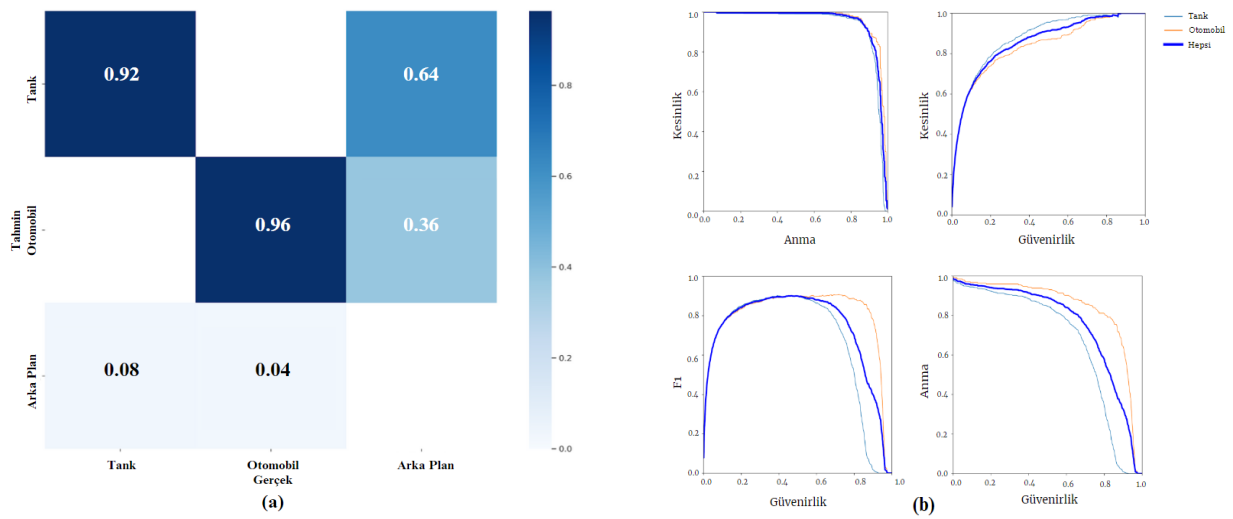 0.92
0.64
0.96
0.36
0.08
0.04
Tank
Tahmin
Otomobil
Arka Plan
Tank
Otomobil
Arka Plan
Gerçek
(a)
0.8
0.6
0.4
0.2
0.0
1.0
0.8
0.6
0.4
0.2
0.0
Kesinlik
0.0 0.2 0.4 0.6 0.8 1.0
Anma
1.0
0.8
0.6
0.4
0.2
0.0
Kesinlik
0.0 0.2 0.4 0.6 0.8 1.0
Güvenirlik
Tank
Otomobil
Hepsi
1.0
0.8
0.6
0.4
0.2
0.0
F1
0.0 0.2 0.4 0.6 0.8 1.0
Güvenirlik
1.0
0.8
0.6
0.4
0.2
0.0
Anma
0.0 0.2 0.4 0.6 0.8 1.0
Güvenirlik
(b)